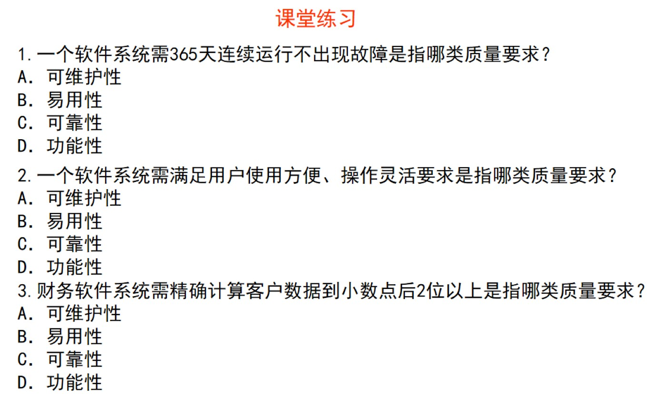 课堂练习
1.一个软件系统需365天连续运行不出现故障是指哪类质量要求?
A. 可维护性
B. 易用性
C. 可靠性
D. 功能性
2.一个软件系统需满足用户使用方便、操作灵活要求是指哪类质量要求?
A. 可维护性
B. 易用性
C. 可靠性
D. 功能性
3.财务软件系统需精确计算客户数据到小数点后2位以上是指哪类质量要求?
A. 可维护性
B. 易用性
C. 可靠性
D. 功能性